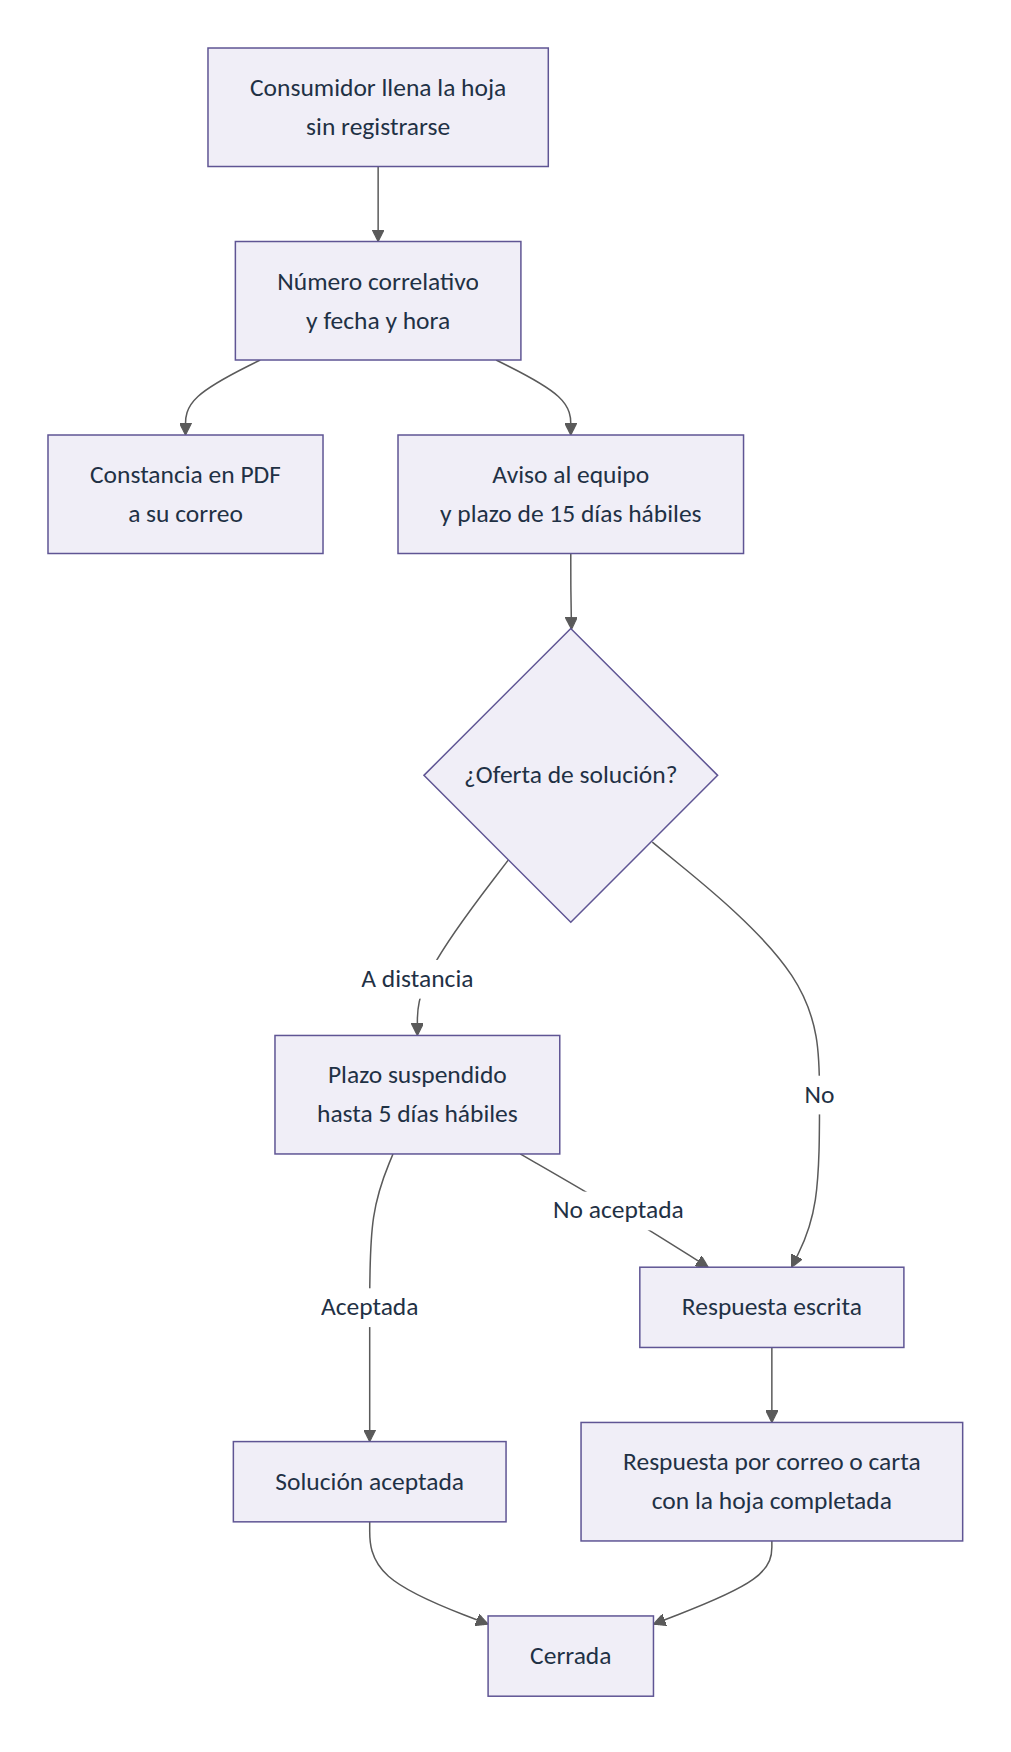 Consumidor llena la hoja
sin registrarse
Número correlativo
y fecha y hora
Constancia en PDF
a su correo
Aviso al equipo
y plazo de 15 días hábiles
¿Oferta de solución?
A distancia
Plazo suspendido
hasta 5 días hábiles
No
No aceptada
Aceptada
Respuesta escrita
Solución aceptada
Respuesta por correo o carta
con la hoja completada
Cerrada